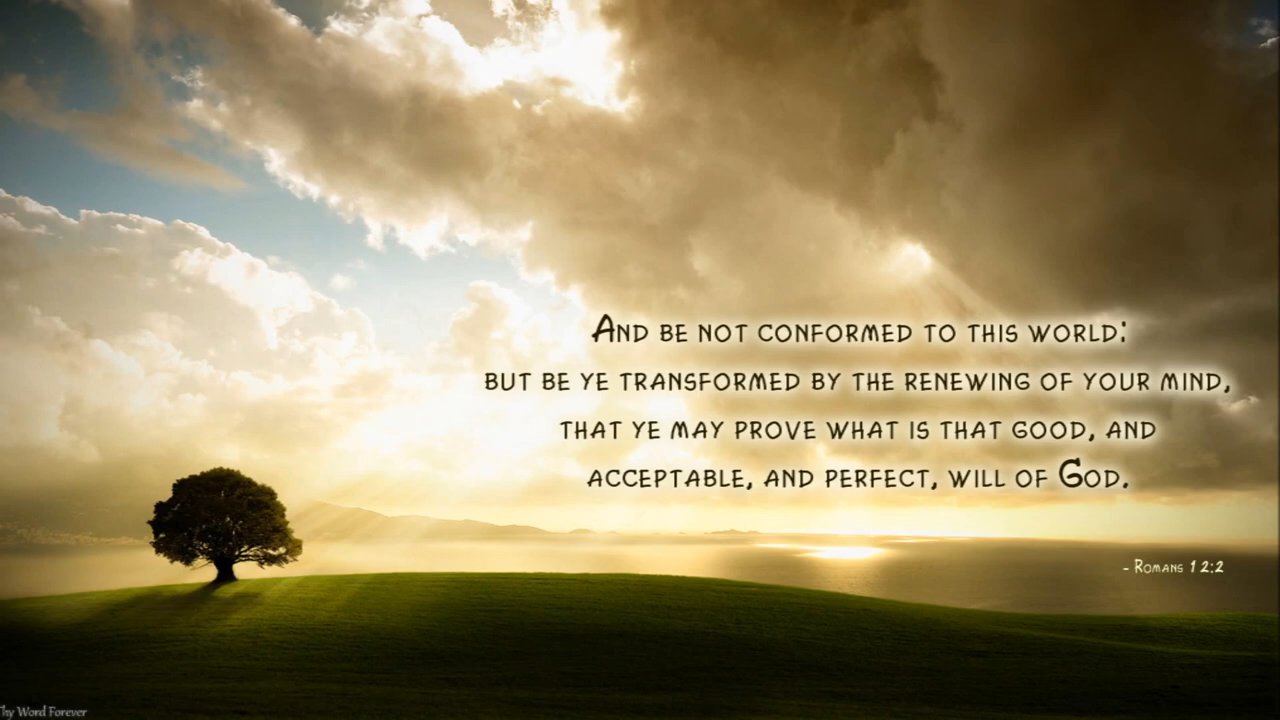 And be not conformed to this world:
but be ye transformed by the renewing of your mind,
that ye may prove what is that good, and
acceptable, and perfect, will of God.
- Romans 12:2
Thy Word Forever